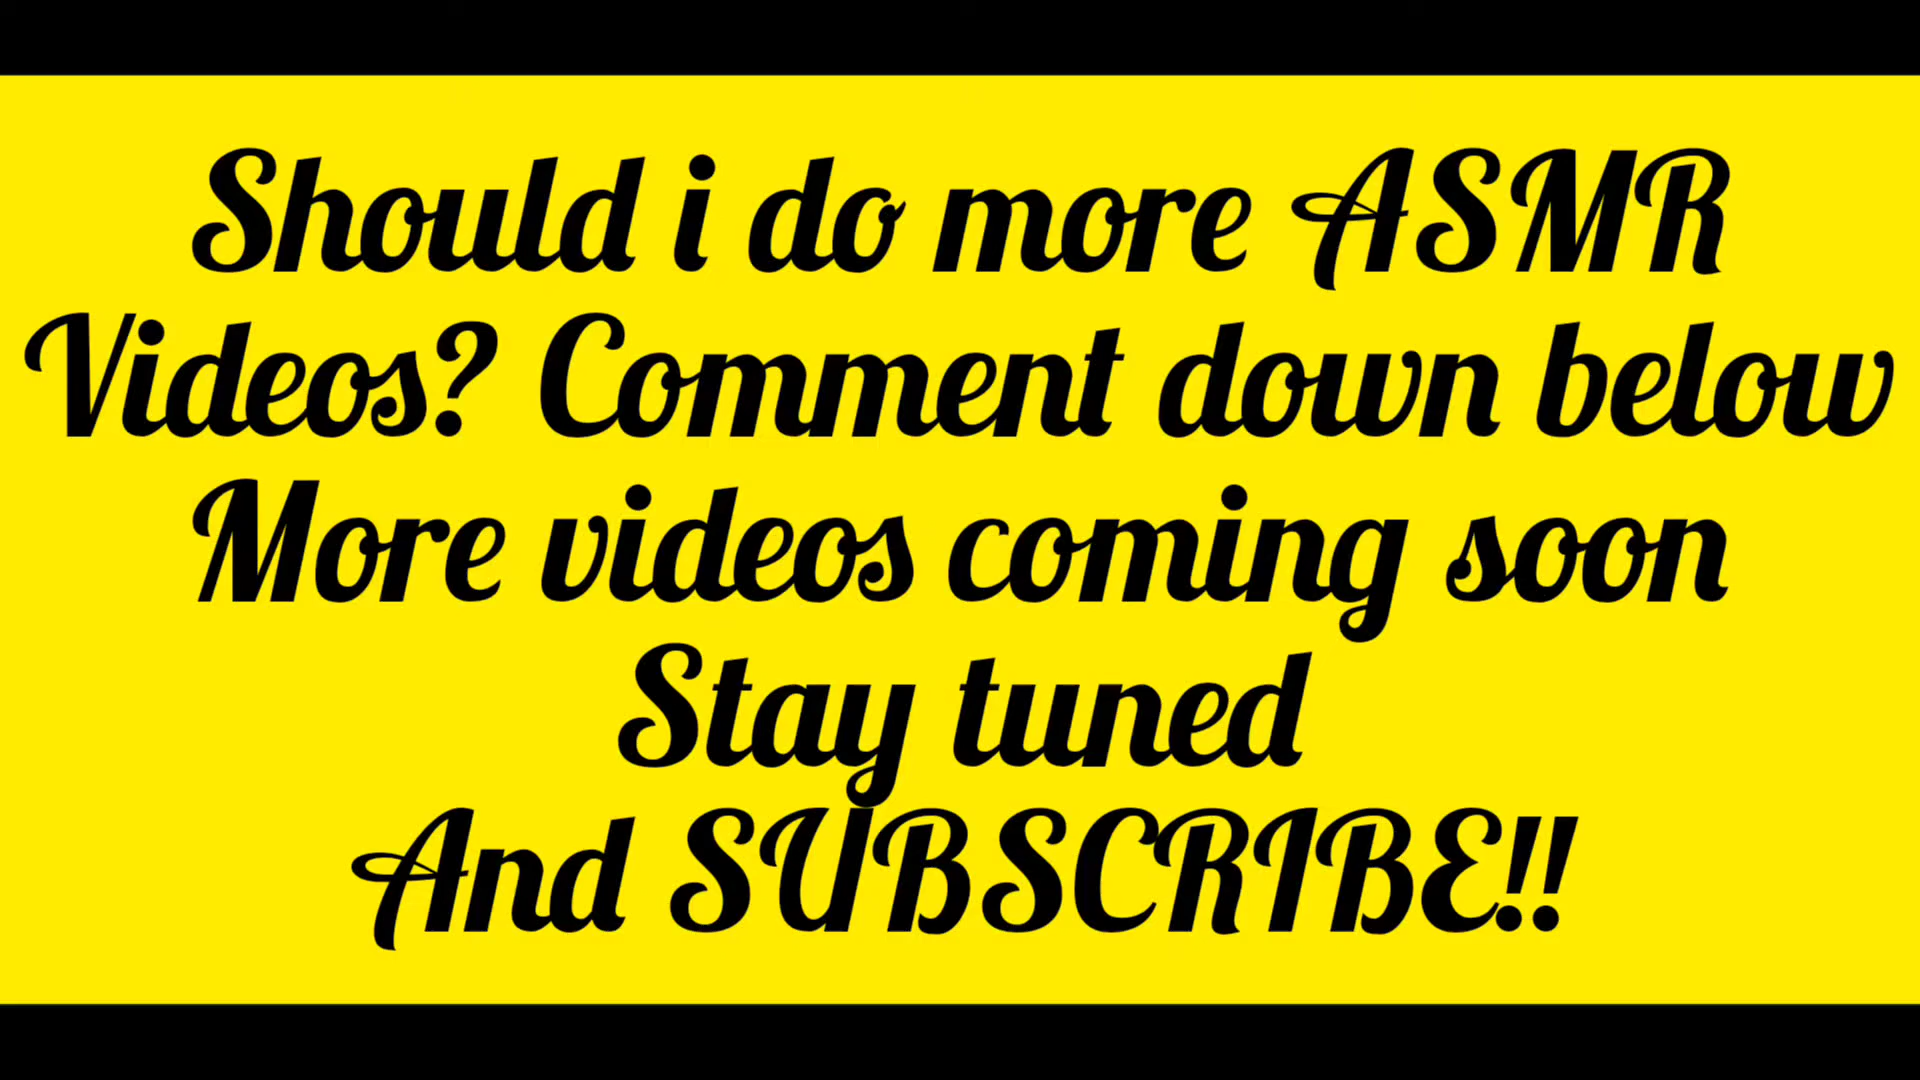 Should i do more ASMR
Videos? Comment down below
More videos coming soon
Stay tuned
And SUBSCRIBE!!